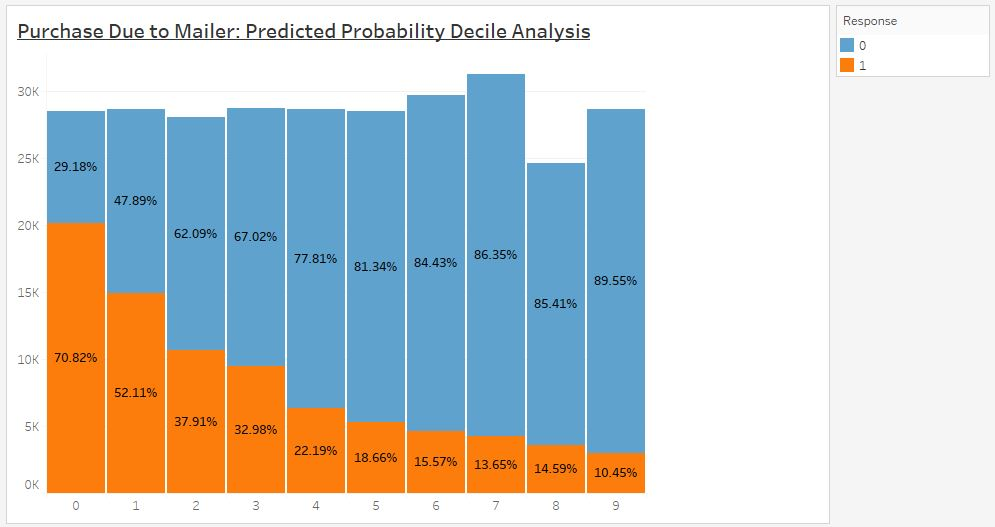 Purchase Due to Mailer: Predicted Probability Decile Analysis
Response
0
1
30K
25K
20K
15K
10K
5K
0K
29.18%
47.89%
62.09%
67.02%
77.81%
81.34%
84.43%
86.35%
85.41%
89.55%
70.82%
52.11%
37.91%
32.98%
22.19%
18.66%
15.57%
13.65%
14.59%
10.45%
0 1 2 3 4 5 6 7 8 9